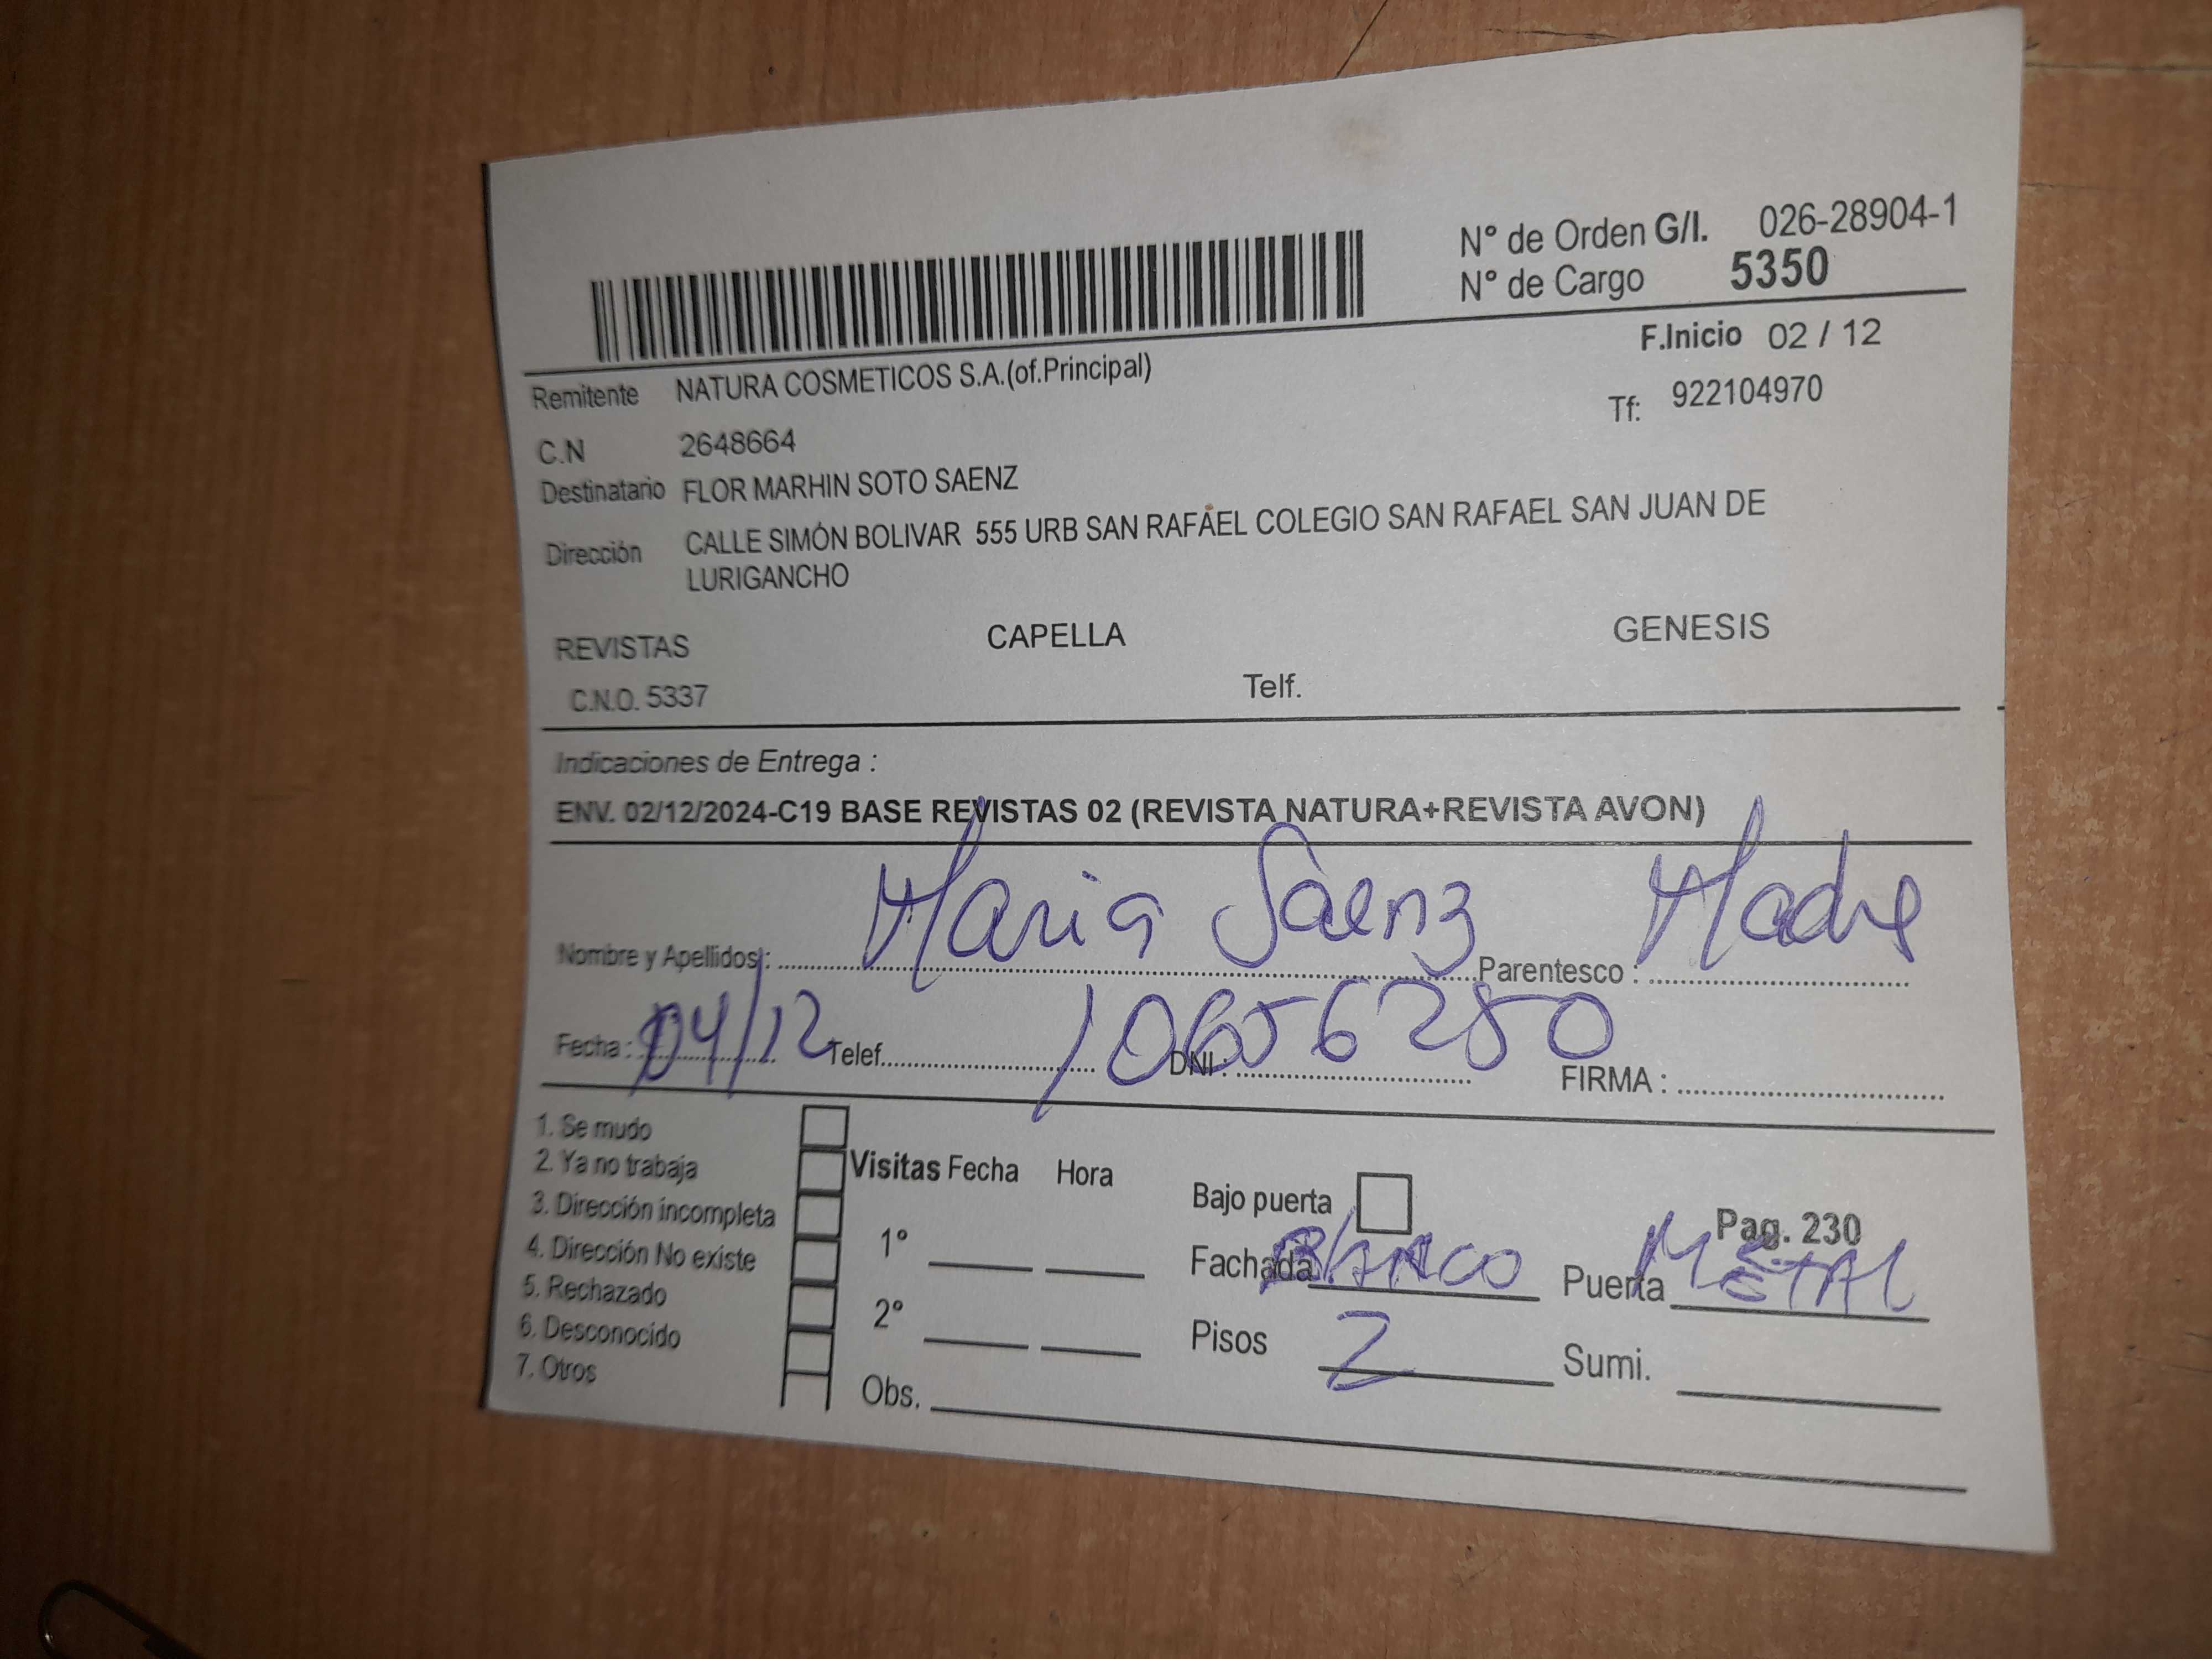 N° de Orden G/I. 026-28904-1
N° de Cargo 5350
F.Inicio 02 / 12
Remitente NATURA COSMETICOS S.A.(of.Principal)
Tf: 922104970
C.N 2648664
Destinatario FLOR MARHIN SOTO SAENZ
Dirección CALLE SIMÓN BOLIVAR 555 URB SAN RAFAEL COLEGIO SAN RAFAEL SAN JUAN DE
LURIGANCHO
REVISTAS CAPELLA GENESIS
C.N.O. 5337 Telf.
Indicaciones de Entrega :
ENV. 02/12/2024-C19 BASE REVISTAS 02 (REVISTA NATURA+REVISTA AVON)
Nombre y Apellidos : Maria Saenz Parentesco : Madre
Fecha : 04/12 Telef. DNI : 10656280 FIRMA :
1. Se mudo
2. Ya no trabaja
3. Dirección incompleta
4. Dirección No existe
5. Rechazado
6. Desconocido
7. Otros
Visitas Fecha Hora
1°
2°
Obs.
Bajo puerta
Pag. 230
Fachada BLANCO Puerta METAL
Pisos 2 Sumi.